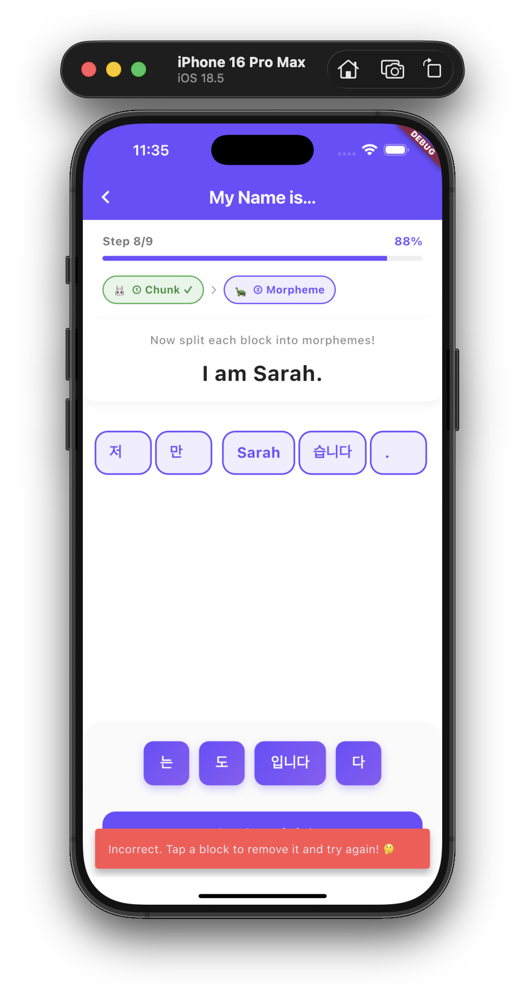 iPhone 16 Pro Max
iOS 18.5
11:35
DEBUG
My Name is...
Step 8/9 88%
① Chunk ✓ > ② Morpheme
Now split each block into morphemes!
I am Sarah.
저 만 Sarah 습니다 .
는 도 입니다 다
Incorrect. Tap a block to remove it and try again! 🤔